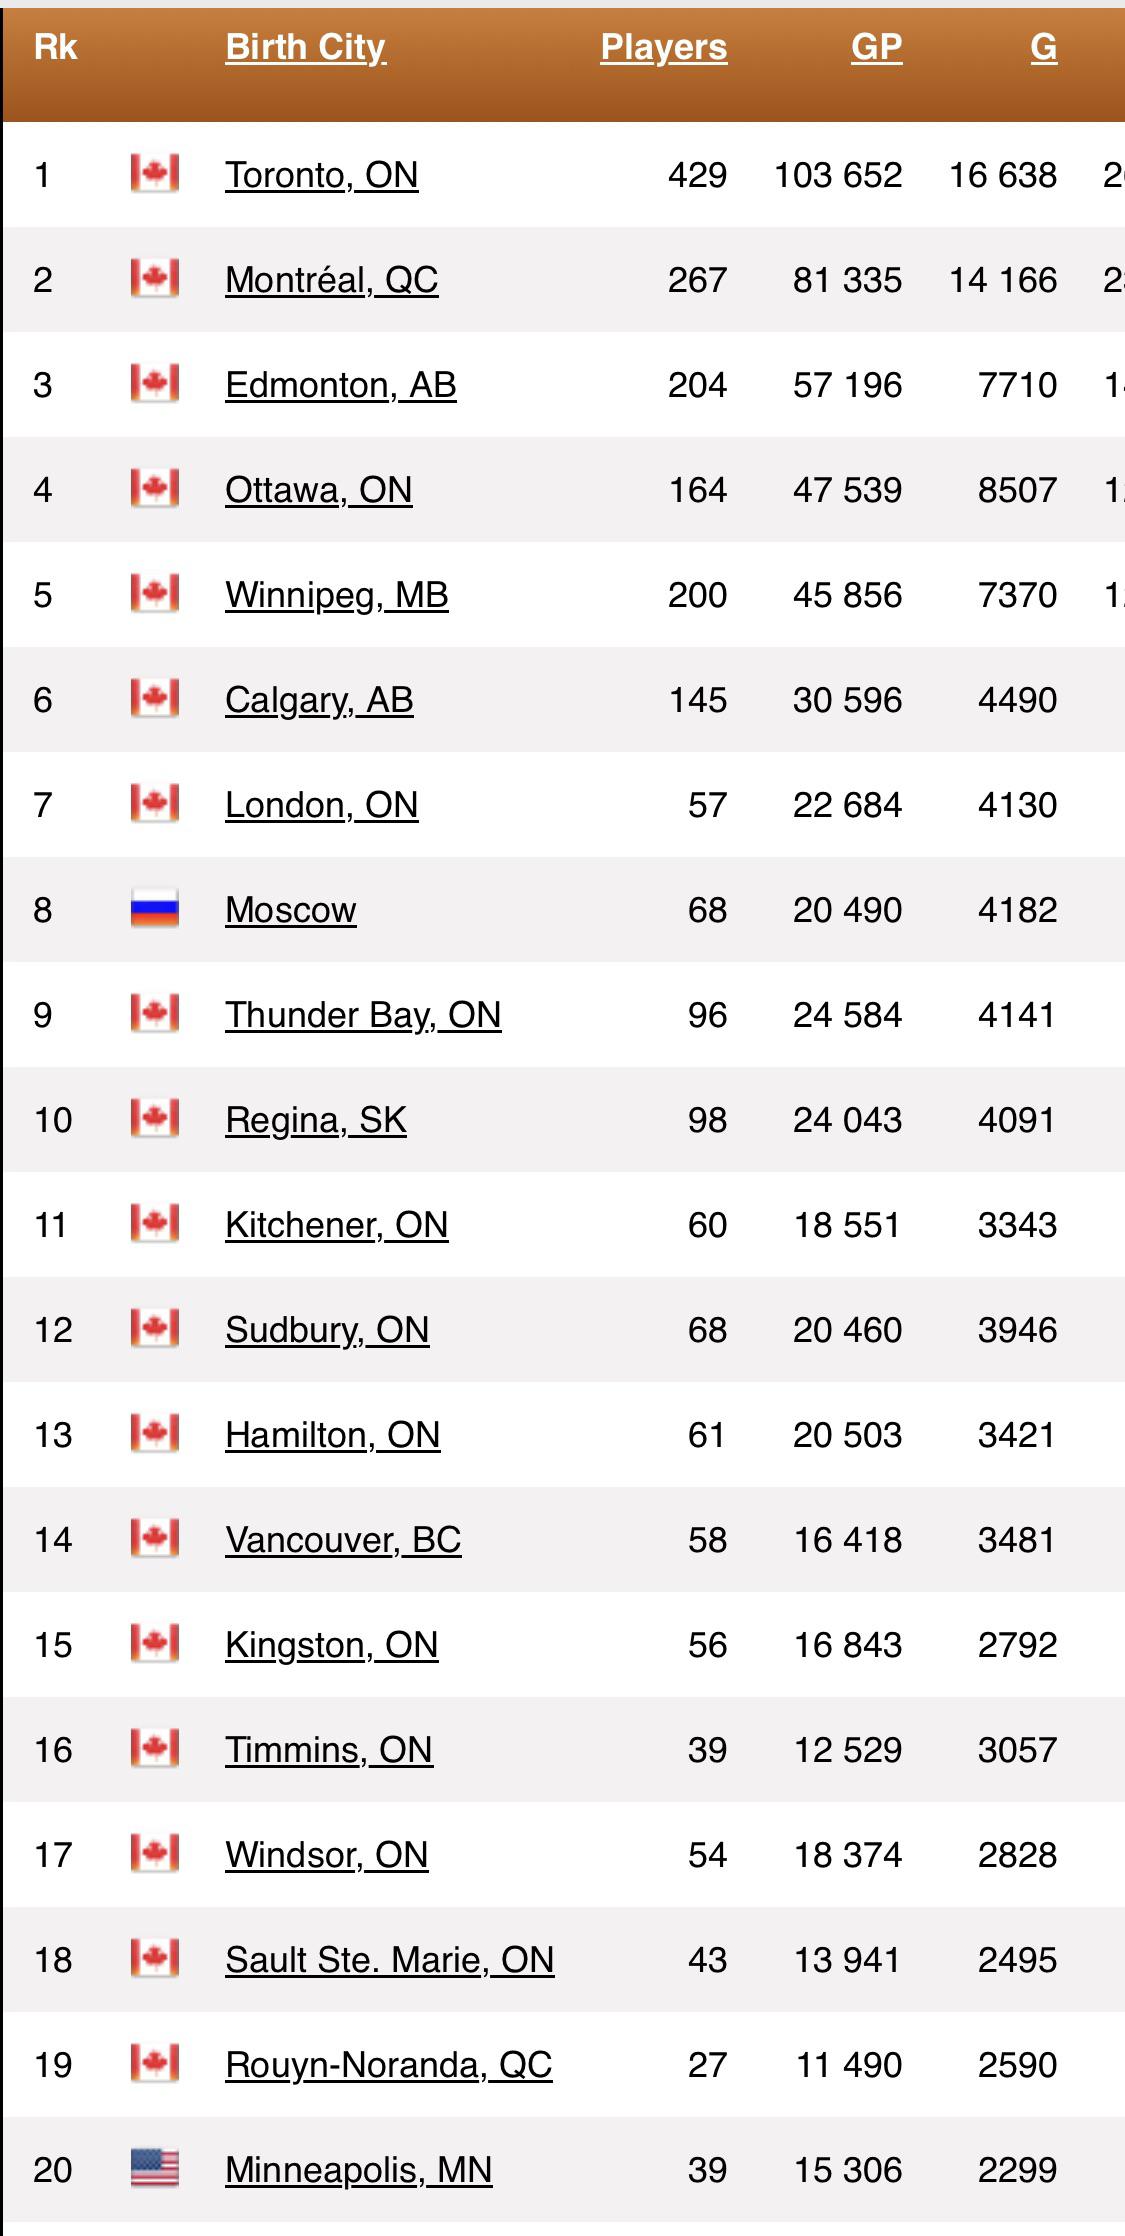 Rk Birth City Players GP G
1 Toronto, ON 429 103 652 16 638
2 Montréal, QC 267 81 335 14 166
3 Edmonton, AB 204 57 196 7710
4 Ottawa, ON 164 47 539 8507
5 Winnipeg, MB 200 45 856 7370
6 Calgary, AB 145 30 596 4490
7 London, ON 57 22 684 4130
8 Moscow 68 20 490 4182
9 Thunder Bay, ON 96 24 584 4141
10 Regina, SK 98 24 043 4091
11 Kitchener, ON 60 18 551 3343
12 Sudbury, ON 68 20 460 3946
13 Hamilton, ON 61 20 503 3421
14 Vancouver, BC 58 16 418 3481
15 Kingston, ON 56 16 843 2792
16 Timmins, ON 39 12 529 3057
17 Windsor, ON 54 18 374 2828
18 Sault Ste. Marie, ON 43 13 941 2495
19 Rouyn-Noranda, QC 27 11 490 2590
20 Minneapolis, MN 39 15 306 2299